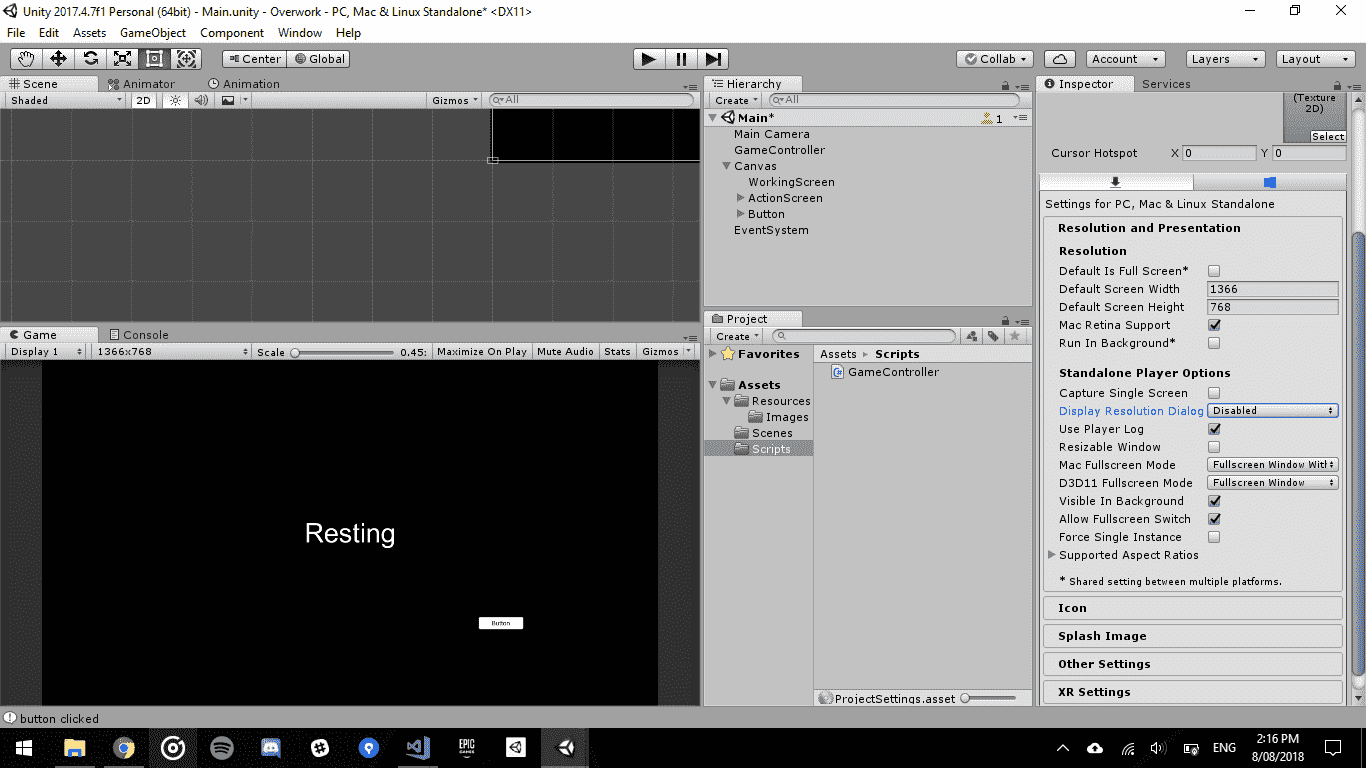 Unity 2017.4.7f1 Personal (64bit) - Main.unity - Overwork - PC, Mac & Linux Standalone* <DX11>
File Edit Assets GameObject Component Window Help
Center Global
Collab Account Layers Layout
Scene Animator Animation
Shaded 2D Gizmos All
Game Console
Display 1 1366x768 Scale 0.45: Maximize On Play Mute Audio Stats Gizmos
Resting
Button
button clicked
Hierarchy
Create All
Main* 1
Main Camera
GameController
Canvas
WorkingScreen
ActionScreen
Button
EventSystem
Project
Create
Favorites
Assets
Resources
Images
Scenes
Scripts
Assets Scripts
GameController
ProjectSettings.asset
Inspector Services
(Texture
2D)
Select
Cursor Hotspot X 0 Y 0
Settings for PC, Mac & Linux Standalone
Resolution and Presentation
Resolution
Default Is Full Screen*
Default Screen Width 1366
Default Screen Height 768
Mac Retina Support
Run In Background*
Standalone Player Options
Capture Single Screen
Display Resolution Dialog Disabled
Use Player Log
Resizable Window
Mac Fullscreen Mode Fullscreen Window With
D3D11 Fullscreen Mode Fullscreen Window
Visible In Background
Allow Fullscreen Switch
Force Single Instance
Supported Aspect Ratios
* Shared setting between multiple platforms.
Icon
Splash Image
Other Settings
XR Settings
EPIC
GAMES
ENG
2:16 PM
8/08/2018